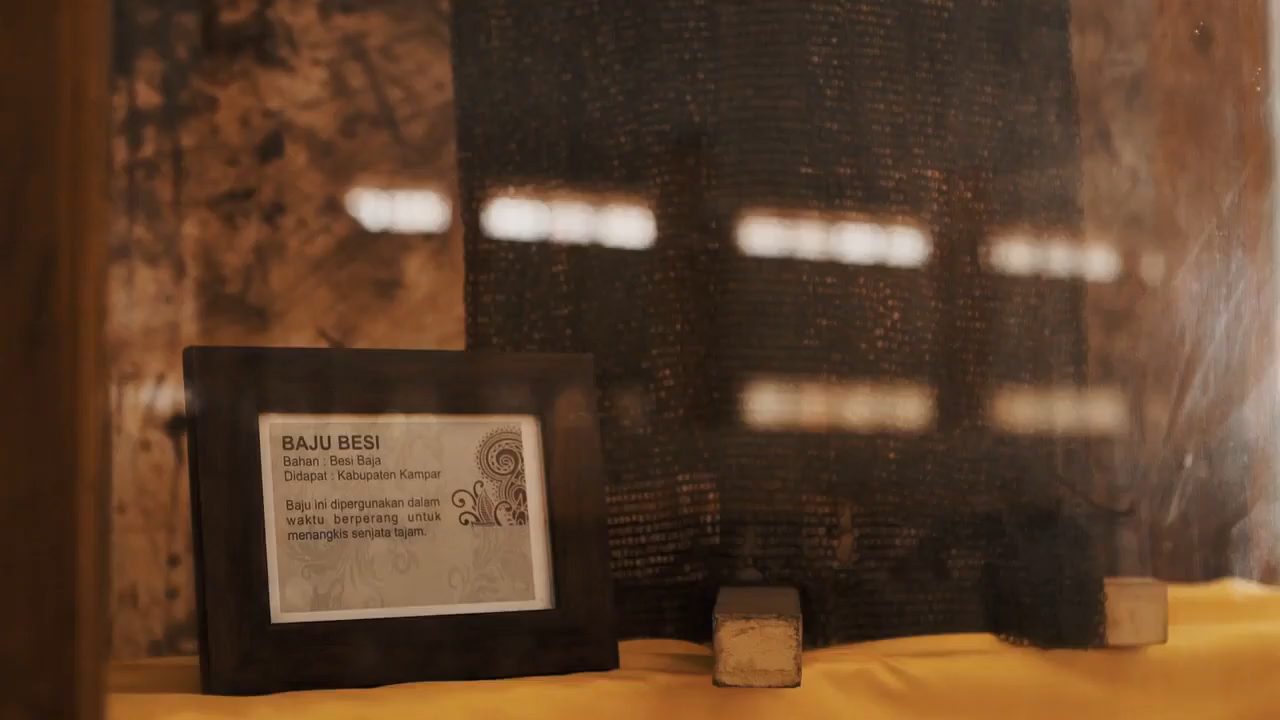 BAJU BESI
Bahan : Besi Baja
Didapat : Kabupaten Kampar
Baju ini dipergunakan dalam
waktu berperang untuk
menangkis senjata tajam.